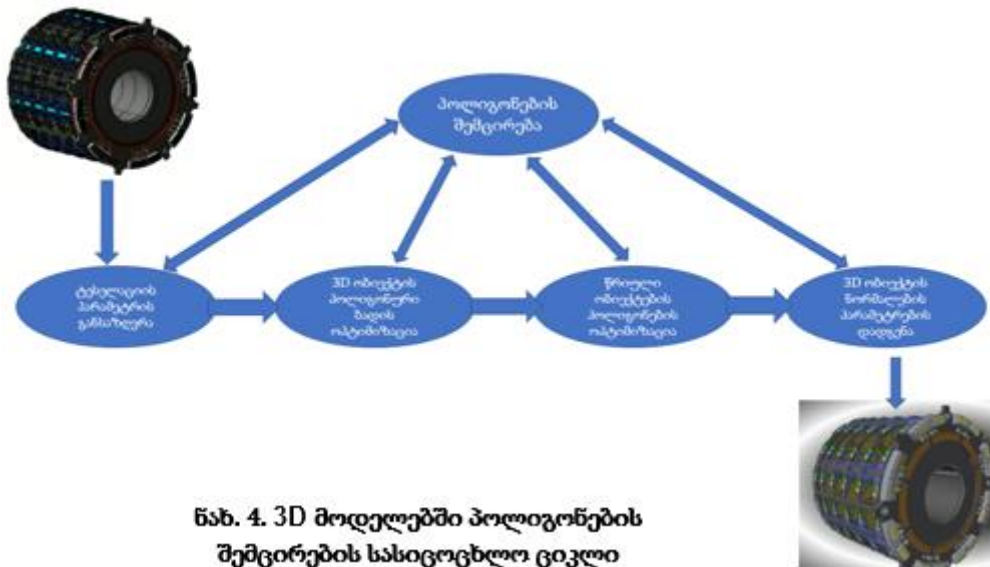 პოლიგონების
შემცირება
ტესელაციის
პარამეტრის
განსაზღვრა
3D ობიექტის
პოლიგონური
ბადის
ოპტიმიზაცია
წრიული
ობიექტების
პოლიგონების
ოპტიმიზაცია
3D ობიექტის
ნორმალების
პარამეტრების
დადგენა
ნახ. 4. 3D მოდელებში პოლიგონების
შემცირების სასიცოცხლო ციკლი